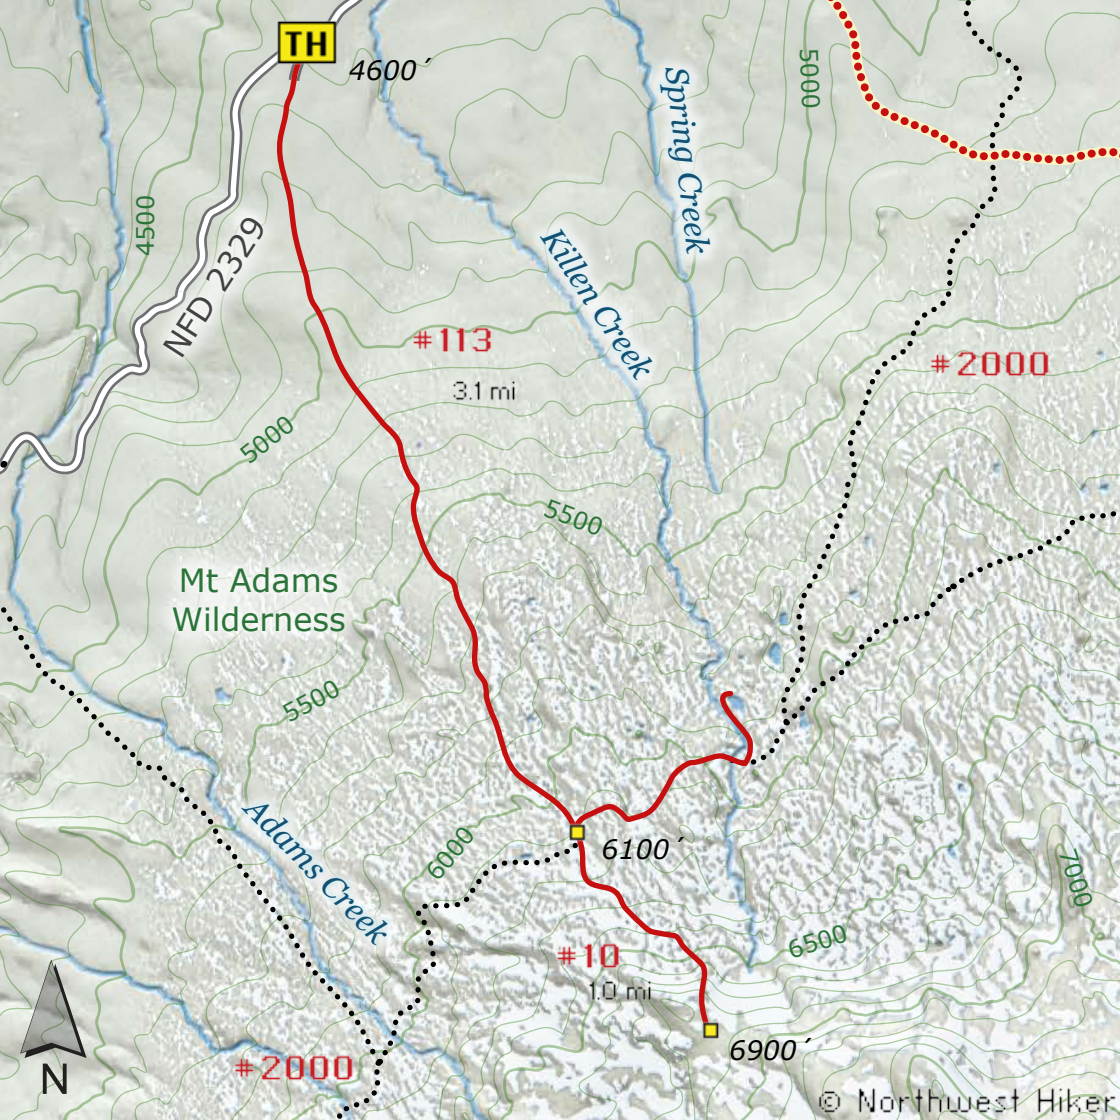 TH
4600´
Spring Creek
5000
4500
NFD 2329
Killen Creek
#113
3.1 mi
#2000
5000
5500
Mt Adams
Wilderness
5500
Adams Creek
6000
6100´
7000
6500
#10
1.0 mi
6900´
#2000
N
© Northwest Hiker